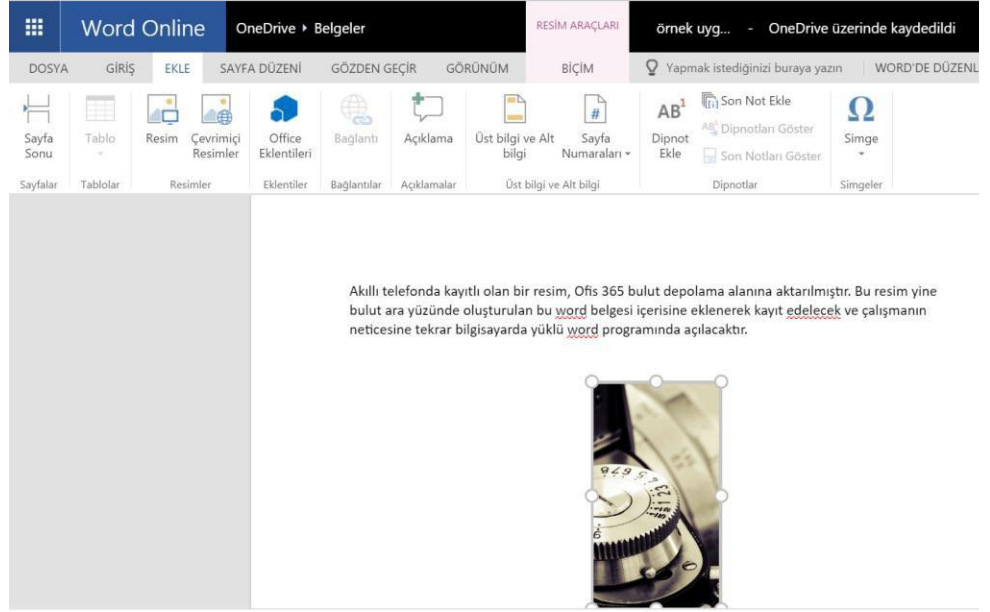 Word Online OneDrive Belgeler RESİM ARAÇLARI örnek uyg... - OneDrive üzerinde kaydedildi
DOSYA GİRİŞ EKLE SAYFA DÜZENİ GÖZDEN GEÇİR GÖRÜNÜM BİÇİM Yapmak istediğinizi buraya yazın WORD'DE DÜZENL
Sayfa Sonu
Tablo
Resim
Çevrimiçi Resimler
Office Eklentileri
Bağlantı
Açıklama
Üst bilgi ve Alt bilgi
#
Sayfa Numaraları
AB1
Dipnot Ekle
Son Not Ekle
Dipnotları Göster
Son Notları Göster
Ω
Simge
Sayfalar Tablolar Resimler Eklentiler Bağlantılar Açıklamalar Üst bilgi ve Alt bilgi Dipnotlar Simgeler
Akıllı telefonda kayıtlı olan bir resim, Ofis 365 bulut depolama alanına aktarılmıştır. Bu resim yine
bulut ara yüzünde oluşturulan bu word belgesi içerisine eklenerek kayıt edelecek ve çalışmanın
neticesine tekrar bilgisayarda yüklü word programında açılacaktır.